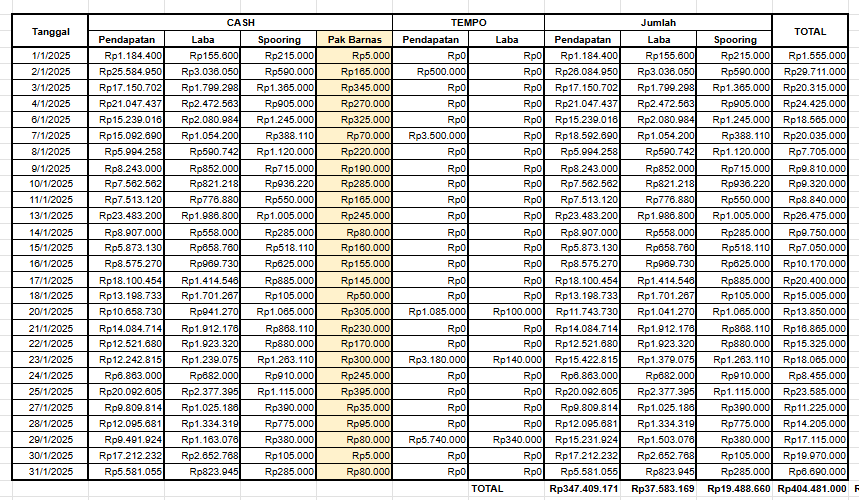 Tanggal CASH TEMPO Jumlah TOTAL
Pendapatan Laba Spooring Pak Barnas Pendapatan Laba Pendapatan Laba Spooring
1/1/2025 Rp1.184.400 Rp155.600 Rp215.000 Rp5.000 Rp0 Rp0 Rp1.184.400 Rp155.600 Rp215.000 Rp1.555.000
2/1/2025 Rp25.584.950 Rp3.036.050 Rp590.000 Rp165.000 Rp500.000 Rp0 Rp26.084.950 Rp3.036.050 Rp590.000 Rp29.711.000
3/1/2025 Rp17.150.702 Rp1.799.298 Rp1.365.000 Rp345.000 Rp0 Rp0 Rp17.150.702 Rp1.799.298 Rp1.365.000 Rp20.315.000
4/1/2025 Rp21.047.437 Rp2.472.563 Rp905.000 Rp270.000 Rp0 Rp0 Rp21.047.437 Rp2.472.563 Rp905.000 Rp24.425.000
6/1/2025 Rp15.239.016 Rp2.080.984 Rp1.245.000 Rp325.000 Rp0 Rp0 Rp15.239.016 Rp2.080.984 Rp1.245.000 Rp18.565.000
7/1/2025 Rp15.092.690 Rp1.054.200 Rp388.110 Rp70.000 Rp3.500.000 Rp0 Rp18.592.690 Rp1.054.200 Rp388.110 Rp20.035.000
8/1/2025 Rp5.994.258 Rp590.742 Rp1.120.000 Rp220.000 Rp0 Rp0 Rp5.994.258 Rp590.742 Rp1.120.000 Rp7.705.000
9/1/2025 Rp8.243.000 Rp852.000 Rp715.000 Rp190.000 Rp0 Rp0 Rp8.243.000 Rp852.000 Rp715.000 Rp9.810.000
10/1/2025 Rp7.562.562 Rp821.218 Rp936.220 Rp285.000 Rp0 Rp0 Rp7.562.562 Rp821.218 Rp936.220 Rp9.320.000
11/1/2025 Rp7.513.120 Rp776.880 Rp550.000 Rp165.000 Rp0 Rp0 Rp7.513.120 Rp776.880 Rp550.000 Rp8.840.000
13/1/2025 Rp23.483.200 Rp1.986.800 Rp1.005.000 Rp245.000 Rp0 Rp0 Rp23.483.200 Rp1.986.800 Rp1.005.000 Rp26.475.000
14/1/2025 Rp8.907.000 Rp558.000 Rp285.000 Rp80.000 Rp0 Rp0 Rp8.907.000 Rp558.000 Rp285.000 Rp9.750.000
15/1/2025 Rp5.873.130 Rp658.760 Rp518.110 Rp160.000 Rp0 Rp0 Rp5.873.130 Rp658.760 Rp518.110 Rp7.050.000
16/1/2025 Rp8.575.270 Rp969.730 Rp625.000 Rp155.000 Rp0 Rp0 Rp8.575.270 Rp969.730 Rp625.000 Rp10.170.000
17/1/2025 Rp18.100.454 Rp1.414.546 Rp885.000 Rp145.000 Rp0 Rp0 Rp18.100.454 Rp1.414.546 Rp885.000 Rp20.400.000
18/1/2025 Rp13.198.733 Rp1.701.267 Rp105.000 Rp50.000 Rp0 Rp0 Rp13.198.733 Rp1.701.267 Rp105.000 Rp15.005.000
20/1/2025 Rp10.658.730 Rp941.270 Rp1.065.000 Rp305.000 Rp1.085.000 Rp100.000 Rp11.743.730 Rp1.041.270 Rp1.065.000 Rp13.850.000
21/1/2025 Rp14.084.714 Rp1.912.176 Rp868.110 Rp230.000 Rp0 Rp0 Rp14.084.714 Rp1.912.176 Rp868.110 Rp16.865.000
22/1/2025 Rp12.521.680 Rp1.923.320 Rp880.000 Rp170.000 Rp0 Rp0 Rp12.521.680 Rp1.923.320 Rp880.000 Rp15.325.000
23/1/2025 Rp12.242.815 Rp1.239.075 Rp1.263.110 Rp300.000 Rp3.180.000 Rp140.000 Rp15.422.815 Rp1.379.075 Rp1.263.110 Rp18.065.000
24/1/2025 Rp6.863.000 Rp682.000 Rp910.000 Rp245.000 Rp0 Rp0 Rp6.863.000 Rp682.000 Rp910.000 Rp8.455.000
25/1/2025 Rp20.092.605 Rp2.377.395 Rp1.115.000 Rp395.000 Rp0 Rp0 Rp20.092.605 Rp2.377.395 Rp1.115.000 Rp23.585.000
27/1/2025 Rp9.809.814 Rp1.025.186 Rp390.000 Rp35.000 Rp0 Rp0 Rp9.809.814 Rp1.025.186 Rp390.000 Rp11.225.000
28/1/2025 Rp12.095.681 Rp1.334.319 Rp775.000 Rp95.000 Rp0 Rp0 Rp12.095.681 Rp1.334.319 Rp775.000 Rp14.205.000
29/1/2025 Rp9.491.924 Rp1.163.076 Rp380.000 Rp80.000 Rp5.740.000 Rp340.000 Rp15.231.924 Rp1.503.076 Rp380.000 Rp17.115.000
30/1/2025 Rp17.212.232 Rp2.652.768 Rp105.000 Rp5.000 Rp0 Rp0 Rp17.212.232 Rp2.652.768 Rp105.000 Rp19.970.000
31/1/2025 Rp5.581.055 Rp823.945 Rp285.000 Rp80.000 Rp0 Rp0 Rp5.581.055 Rp823.945 Rp285.000 Rp6.690.000
TOTAL Rp347.409.171 Rp37.583.169 Rp19.488.660 Rp404.481.000